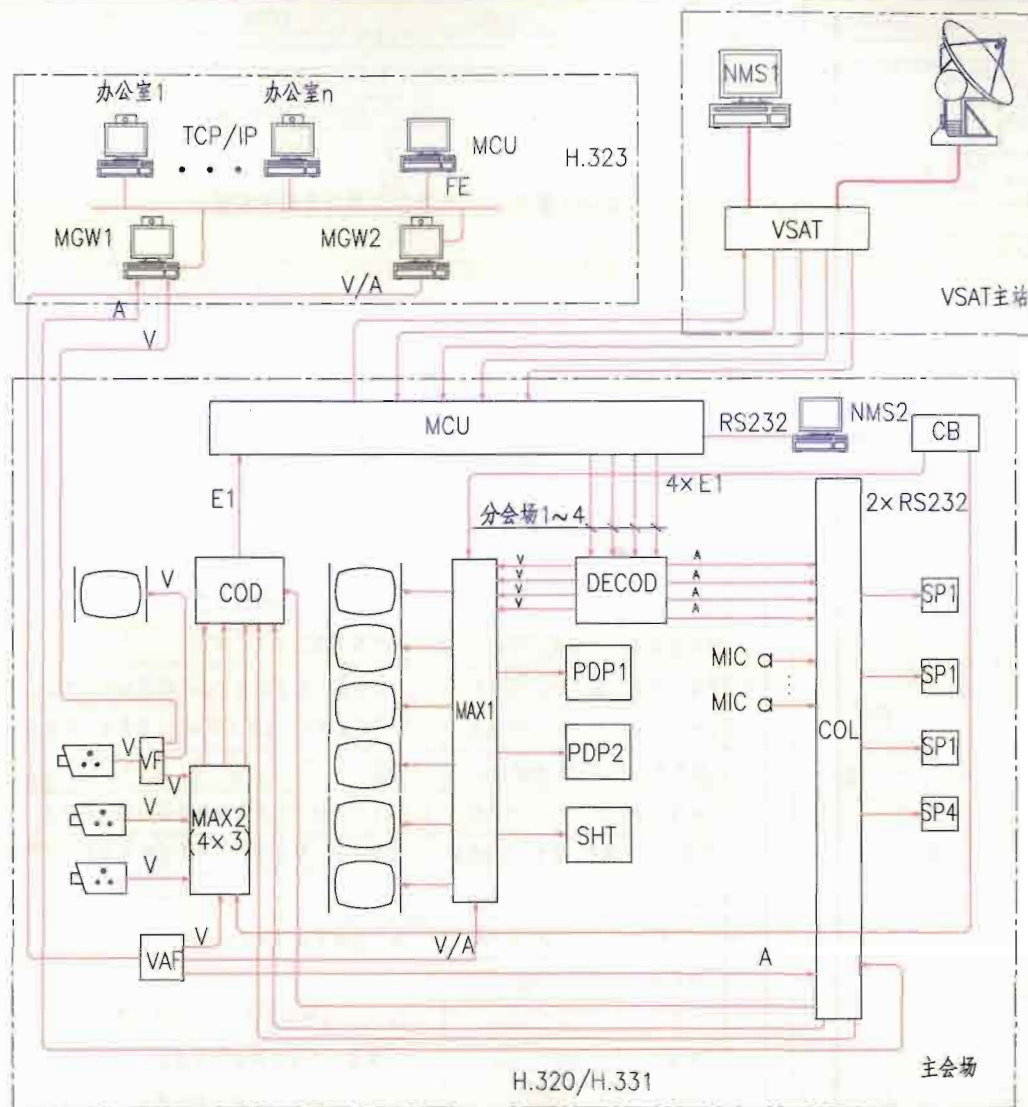 办公室1
办公室n
TCP/IP
MCU
H.323
FE
MGW1
MGW2
V/A
A
V
NMS1
VSAT
VSAT主站
MCU
RS232
NMS2
CB
E1
4×E1
2×RS232
分会场1~4
COD
V
V
V
V
V
DECOD
A
A
A
A
SP1
MIC
MIC
PDP1
SP1
MAX1
COL
V
VF
V
PDP2
SP1
MAX2
(4×3)
V
SHT
SP4
V
V
VAF
V/A
A
主会场
H.320/H.331